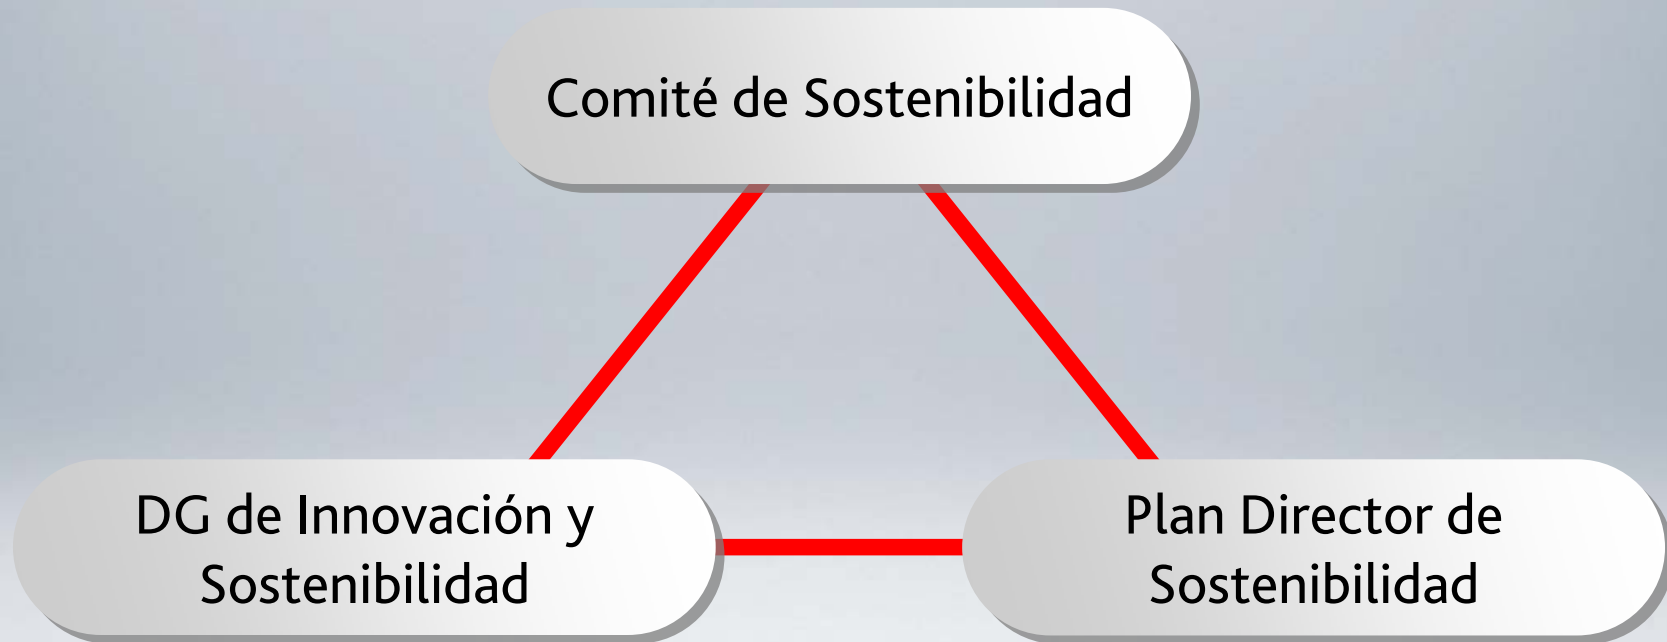 Comité de Sostenibilidad
DG de Innovación y
Sostenibilidad
Plan Director de
Sostenibilidad